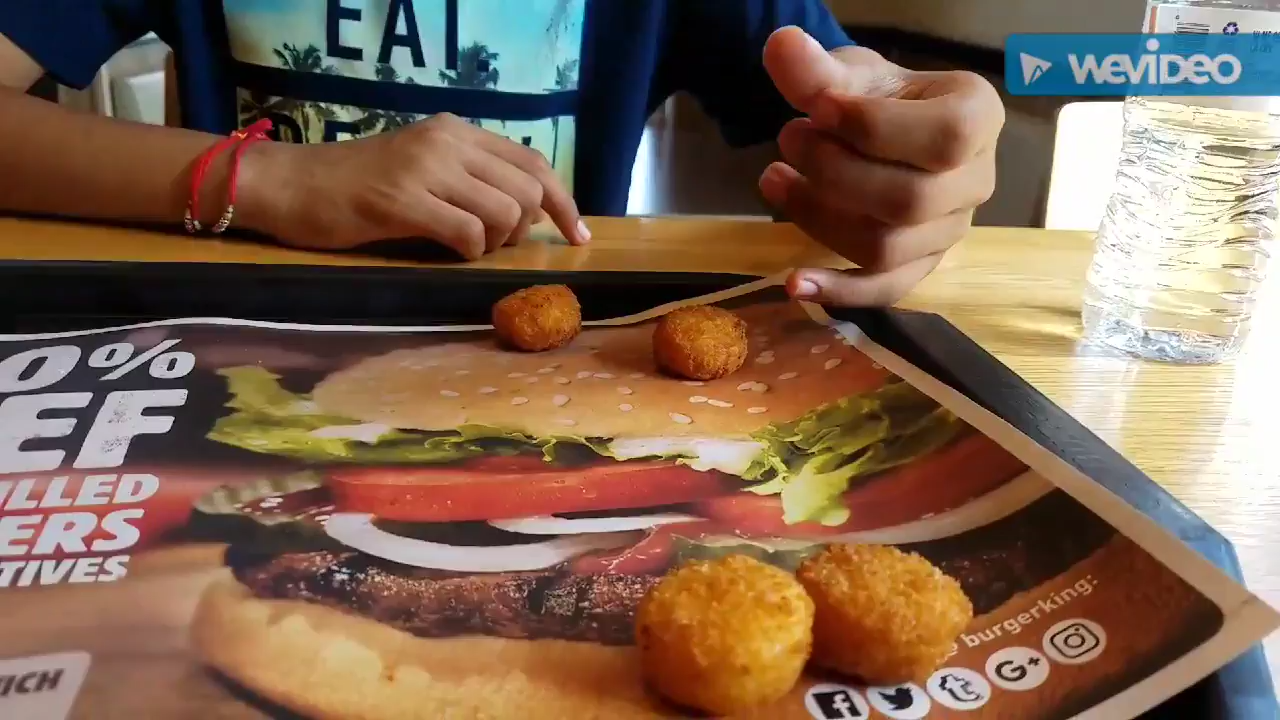 EAT.
WEVIDEO
0%
EF
ILLED
ERS
TIVES
burgerking:
f
t
G+
ICH